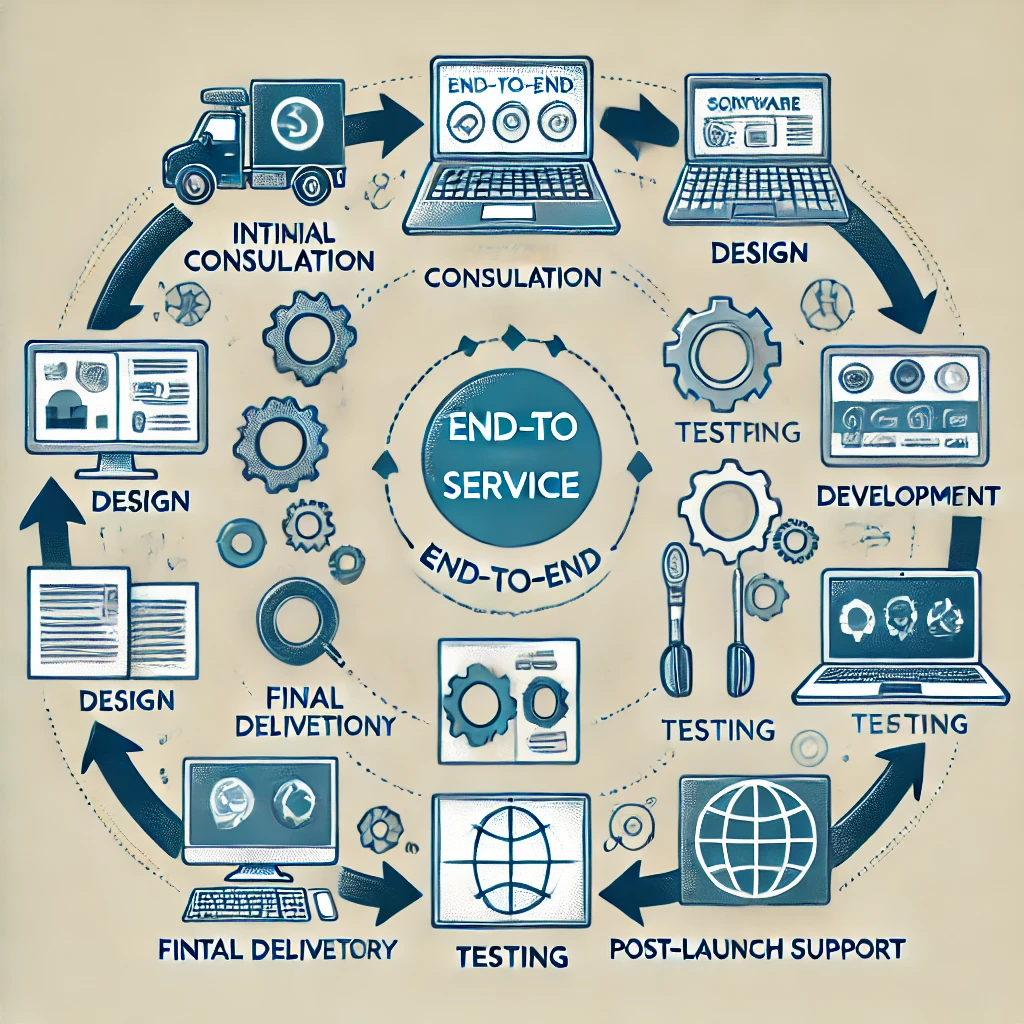 END-TO-END
SORTWARE
INTINIAL
CONSULATION
CONSULATION
DESIGN
END-TO
SERVICE
END-TO-END
TESTFING
DESIGN
DEVELOPMENT
DESIGN
FINAL
DELIVETIONY
TESTING
TESTING
FINTAL DELIVETORY
TESTING
POST-LAUNCH SUPPORT